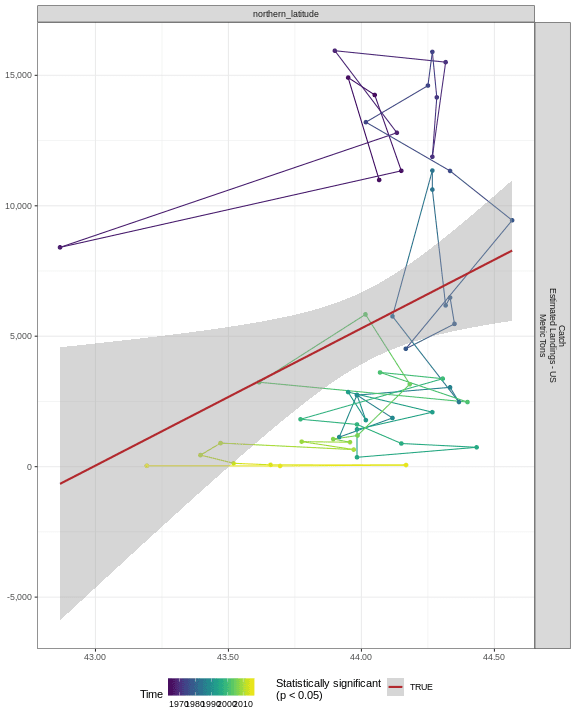 northern_latitude
15,000
10,000
5,000
0
-5,000
43.00
43.50
44.00
44.50
Catch
Estimated Landings - US
Metric Tons
Time
1970
1980
1990
2000
2010
Statistically significant
(p < 0.05)
TRUE